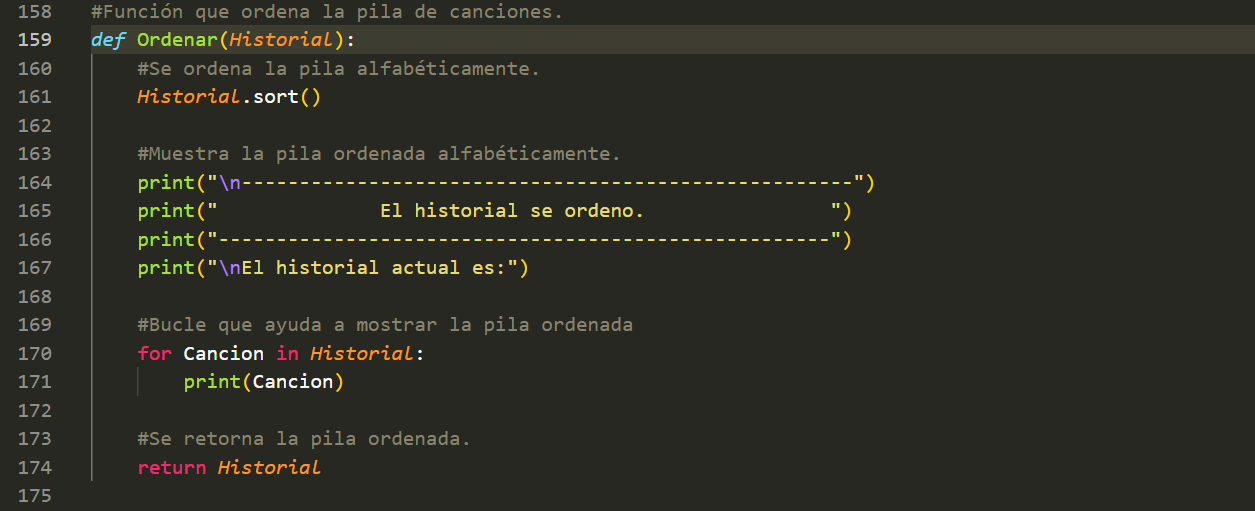 158 #Función que ordena la pila de canciones.
159 def Ordenar(Historial):
160     #Se ordena la pila alfabéticamente.
161     Historial.sort()
162
163     #Muestra la pila ordenada alfabéticamente.
164     print("\n-----------------------------------------------------")
165     print("              El historial se ordeno.                ")
166     print("-----------------------------------------------------")
167     print("\nEl historial actual es:")
168
169     #Bucle que ayuda a mostrar la pila ordenada
170     for Cancion in Historial:
171         print(Cancion)
172
173     #Se retorna la pila ordenada.
174     return Historial
175